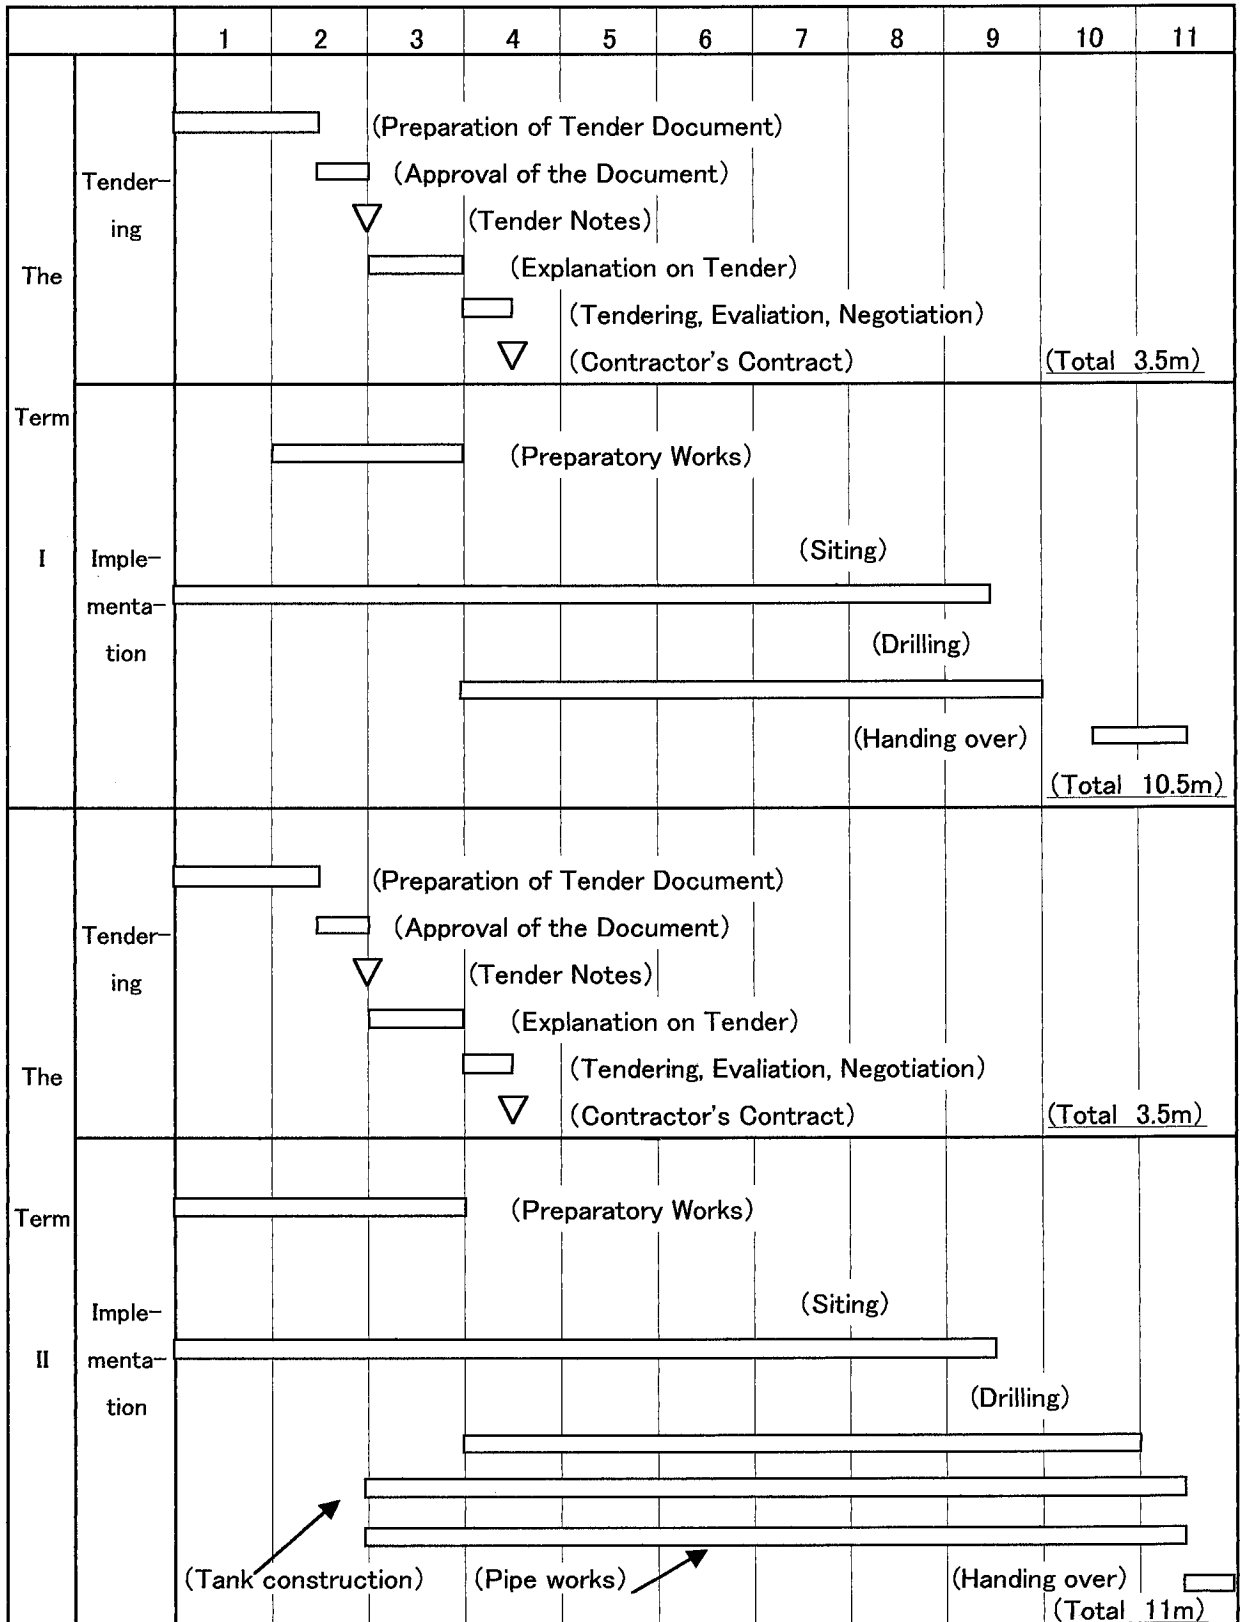 1 2 3 4 5 6 7 8 9 10 11
(Preparation of Tender Document)
Tender-
(Approval of the Document)
(Tender Notes)
ing
The
(Explanation on Tender)
(Tendering, Evaliation, Negotiation)
(Contractor's Contract)
(Total 3.5m)
Term
(Preparatory Works)
I
Imple-
(Siting)
menta-
tion
(Drilling)
(Handing over)
(Total 10.5m)
(Preparation of Tender Document)
Tender-
(Approval of the Document)
(Tender Notes)
ing
(Explanation on Tender)
The
(Tendering, Evaliation, Negotiation)
(Contractor's Contract)
(Total 3.5m)
Term
(Preparatory Works)
Imple-
(Siting)
II
menta-
(Drilling)
tion
(Tank construction)
(Pipe works)
(Handing over)
(Total 11m)